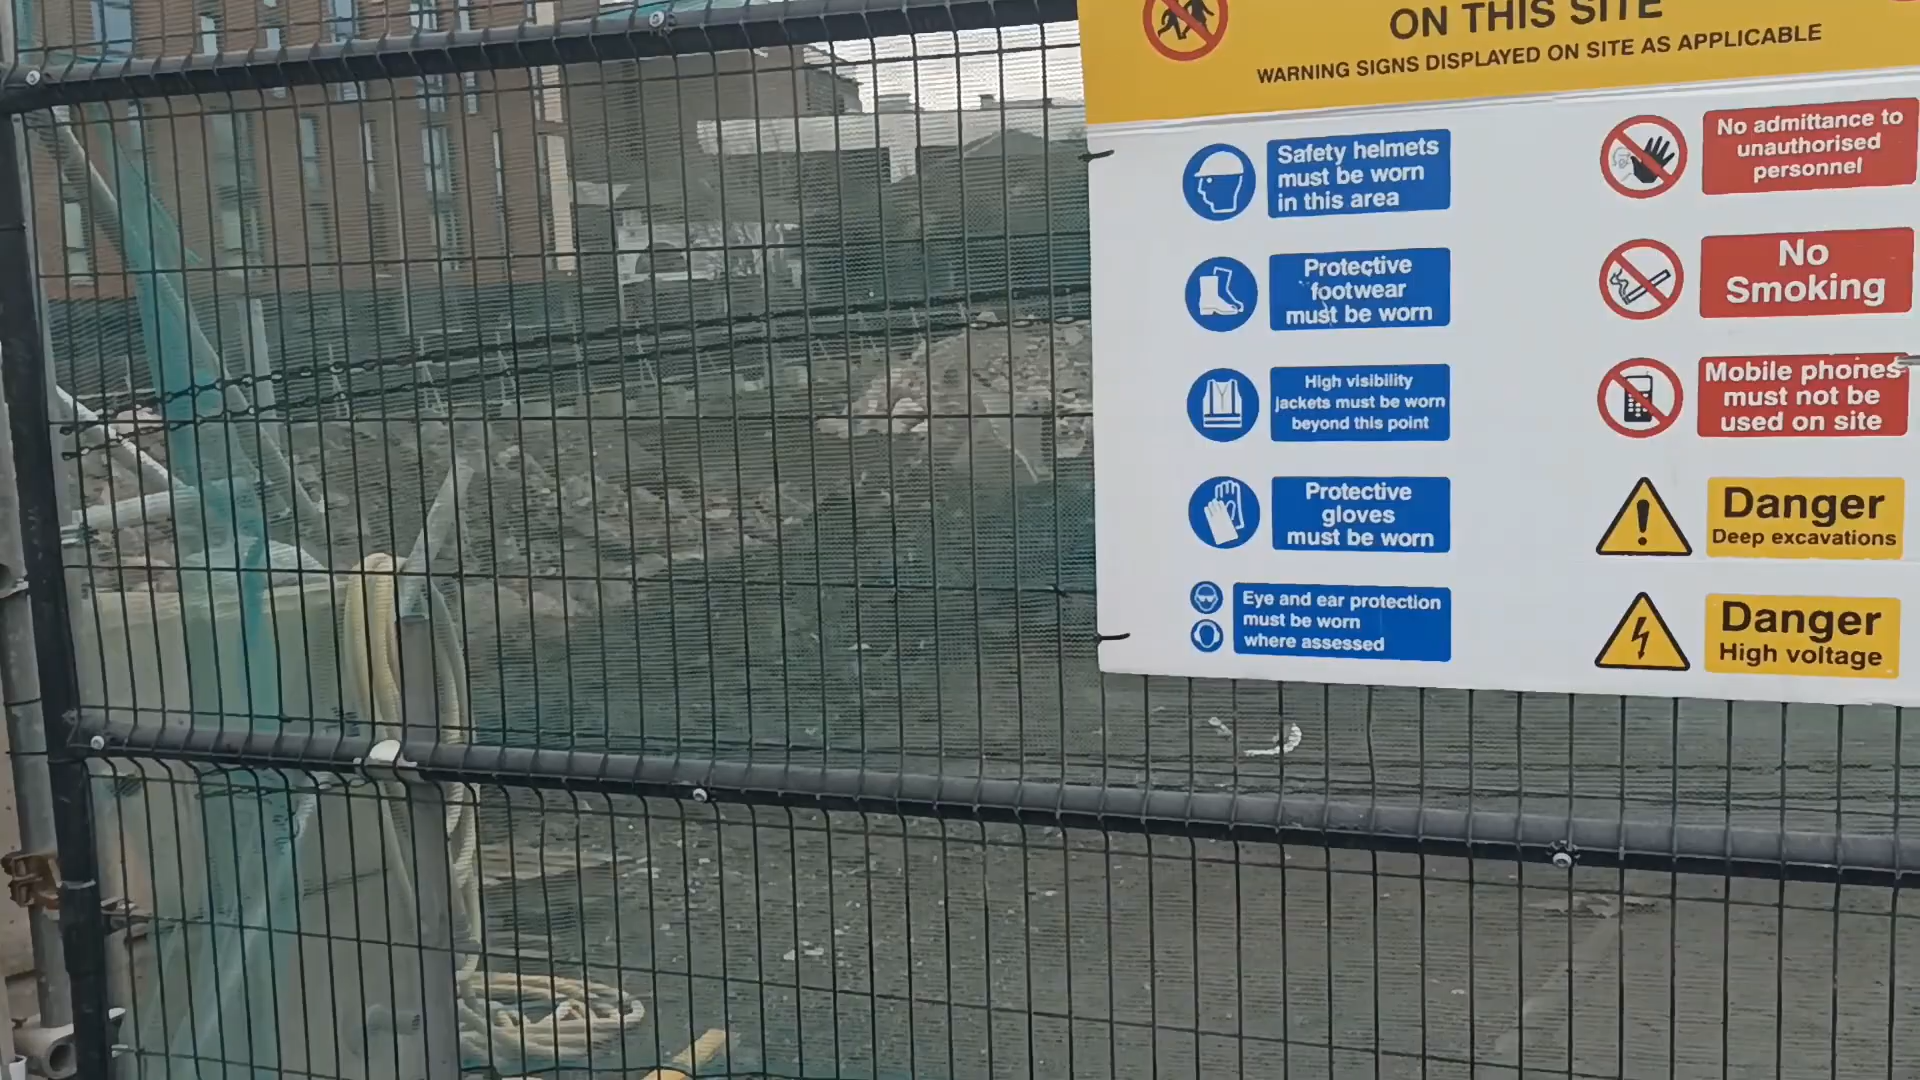 ON THIS SITE
WARNING SIGNS DISPLAYED ON SITE AS APPLICABLE
Safety helmets
must be worn
in this area
Protective
footwear
must be worn
High visibility
jackets must be worn
beyond this point
Protective
gloves
must be worn
Eye and ear protection
must be worn
where assessed
No admittance to
unauthorised
personnel
No
Smoking
Mobile phones
must not be
used on site
Danger
Deep excavations
Danger
High voltage